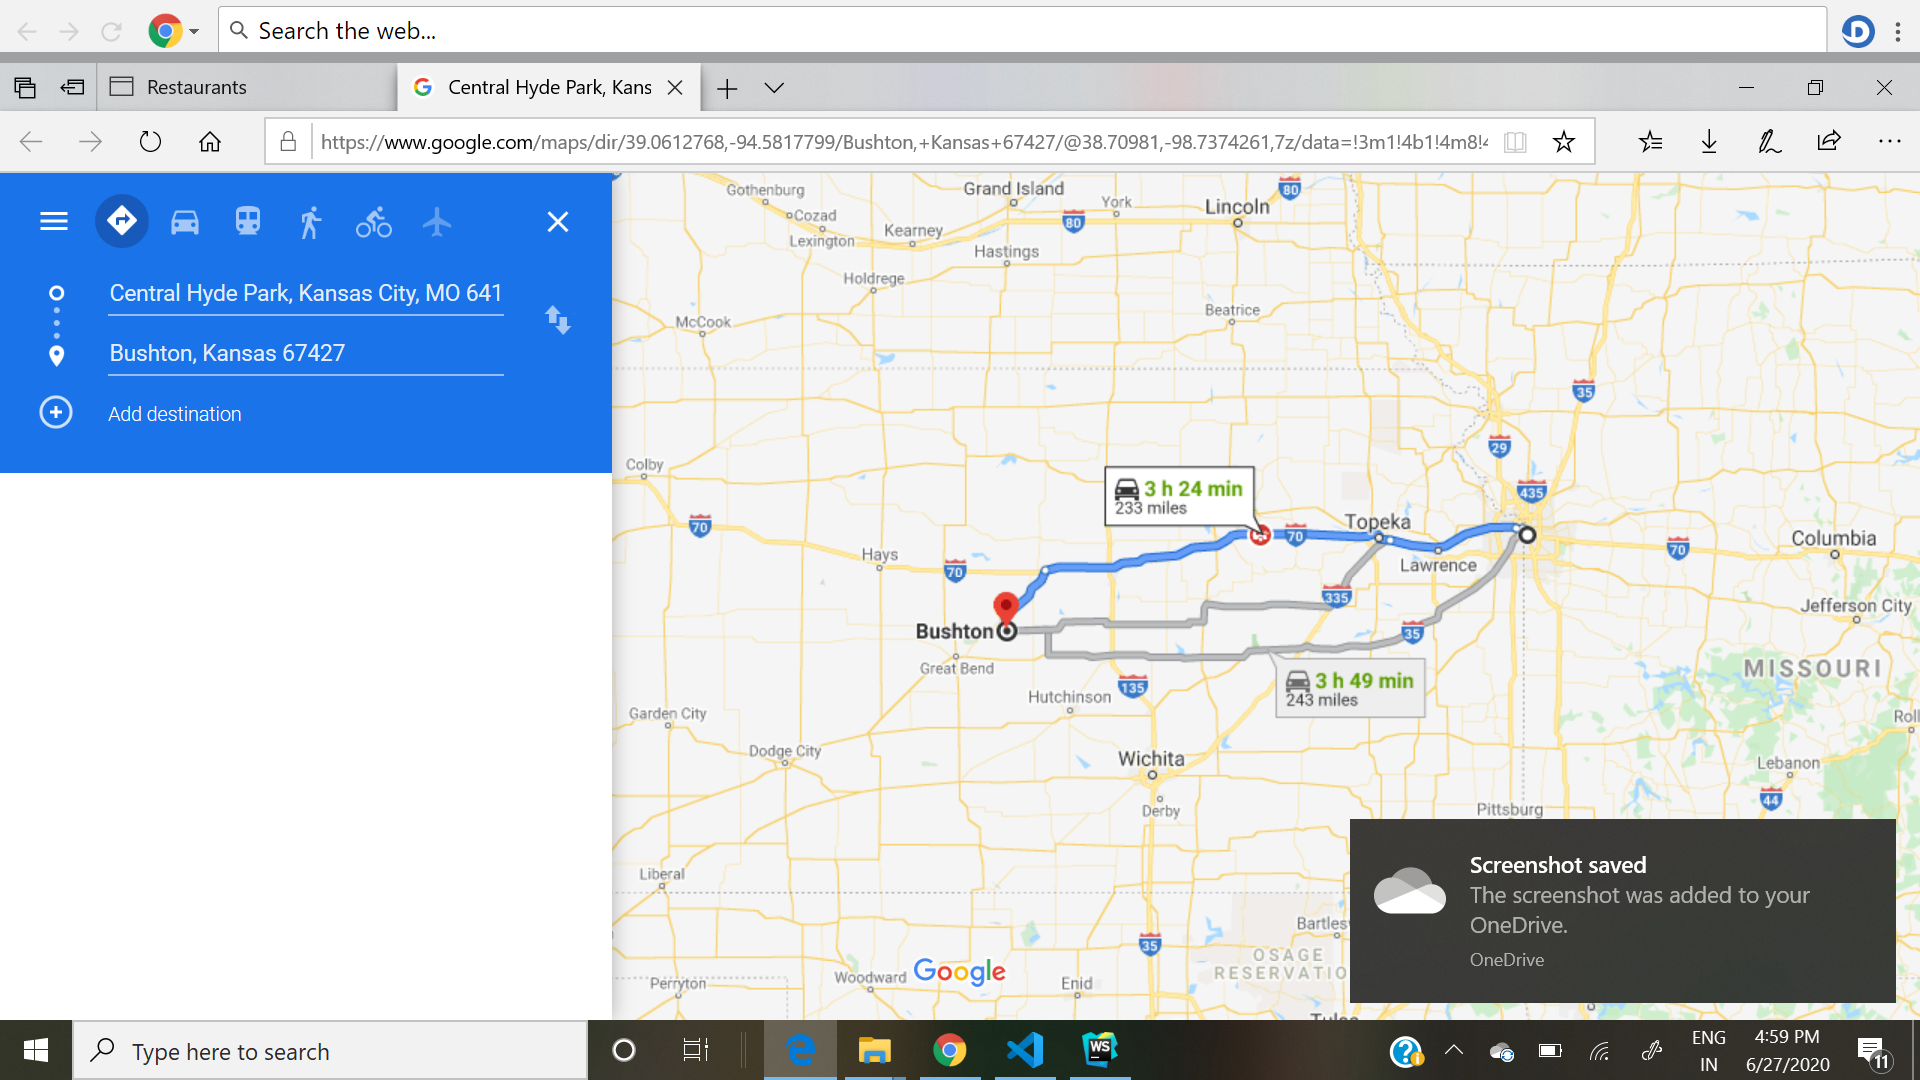 Search the web...
Restaurants
Central Hyde Park, Kans
https://www.google.com/maps/dir/39.0612768,-94.5817799/Bushton,+Kansas+67427/@38.70981,-98.7374261,7z/data=!3m1!4b1!4m8!4
Central Hyde Park, Kansas City, MO 641
Bushton, Kansas 67427
Add destination
Gothenburg
Grand Island
80
York
Lincoln
Cozad
80
Lexington
Kearney
Hastings
Holdrege
Beatrice
McCook
35
29
Colby
435
3 h 24 min
233 miles
70
Topeka
70
Columbia
70
Hays
70
Lawrence
335
Jefferson City
Bushton
35
Great Bend
MISSOURI
3 h 49 min
243 miles
135
Hutchinson
Garden City
Roll
Dodge City
Wichita
Lebanon
44
Derby
Pittsburg
Liberal
Bartlesv
35
OSAGE
RESERVATIO
Woodward
Google
Perryton
Enid
Tulsa
Screenshot saved
The screenshot was added to your
OneDrive.
OneDrive
Type here to search
WS
ENG
IN
4:59 PM
6/27/2020
11